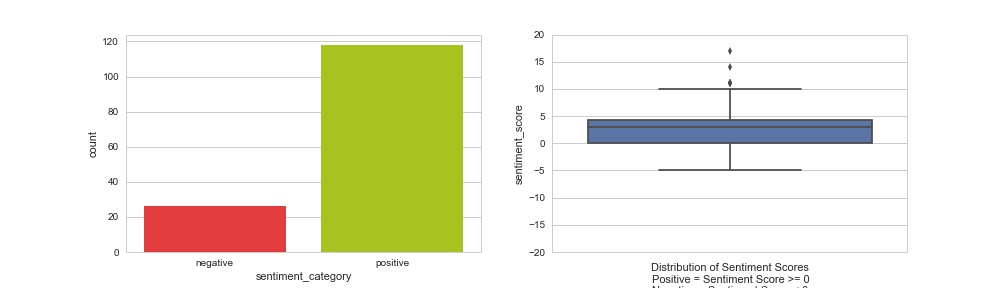 120
100
80
60
40
20
0
count
negative
positive
sentiment_category
20
15
10
5
0
−5
−10
−15
−20
sentiment_score
Distribution of Sentiment Scores
Positive = Sentiment Score >= 0